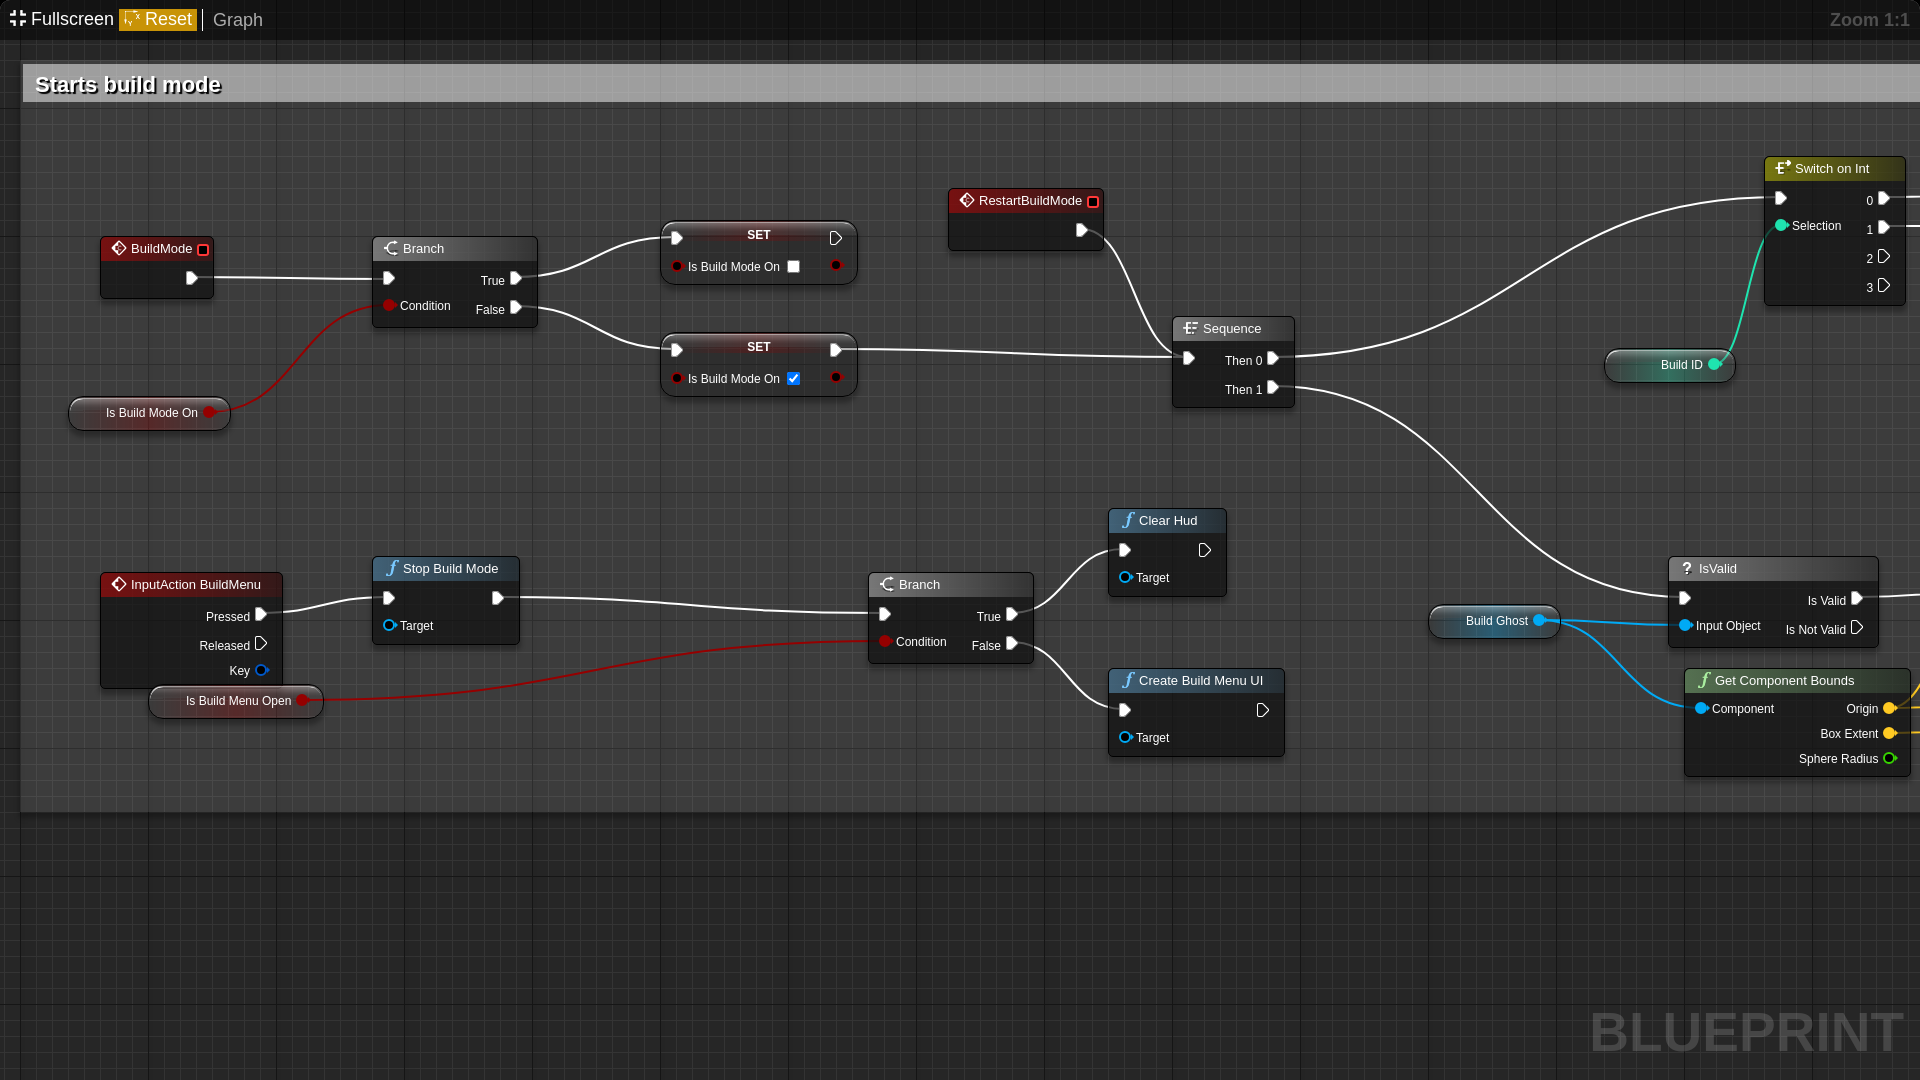 Fullscreen Reset Graph
Zoom 1:1
Starts build mode
BuildMode
Branch
True
Condition
False
Is Build Mode On
SET
Is Build Mode On
SET
Is Build Mode On
RestartBuildMode
Sequence
Then 0
Then 1
Switch on Int
0
Selection
1
2
3
Build ID
InputAction BuildMenu
Pressed
Released
Key
Is Build Menu Open
Stop Build Mode
Target
Branch
True
Condition
False
Clear Hud
Target
Create Build Menu UI
Target
Build Ghost
IsValid
Is Valid
Input Object
Is Not Valid
Get Component Bounds
Component
Origin
Box Extent
Sphere Radius
BLUEPRINT